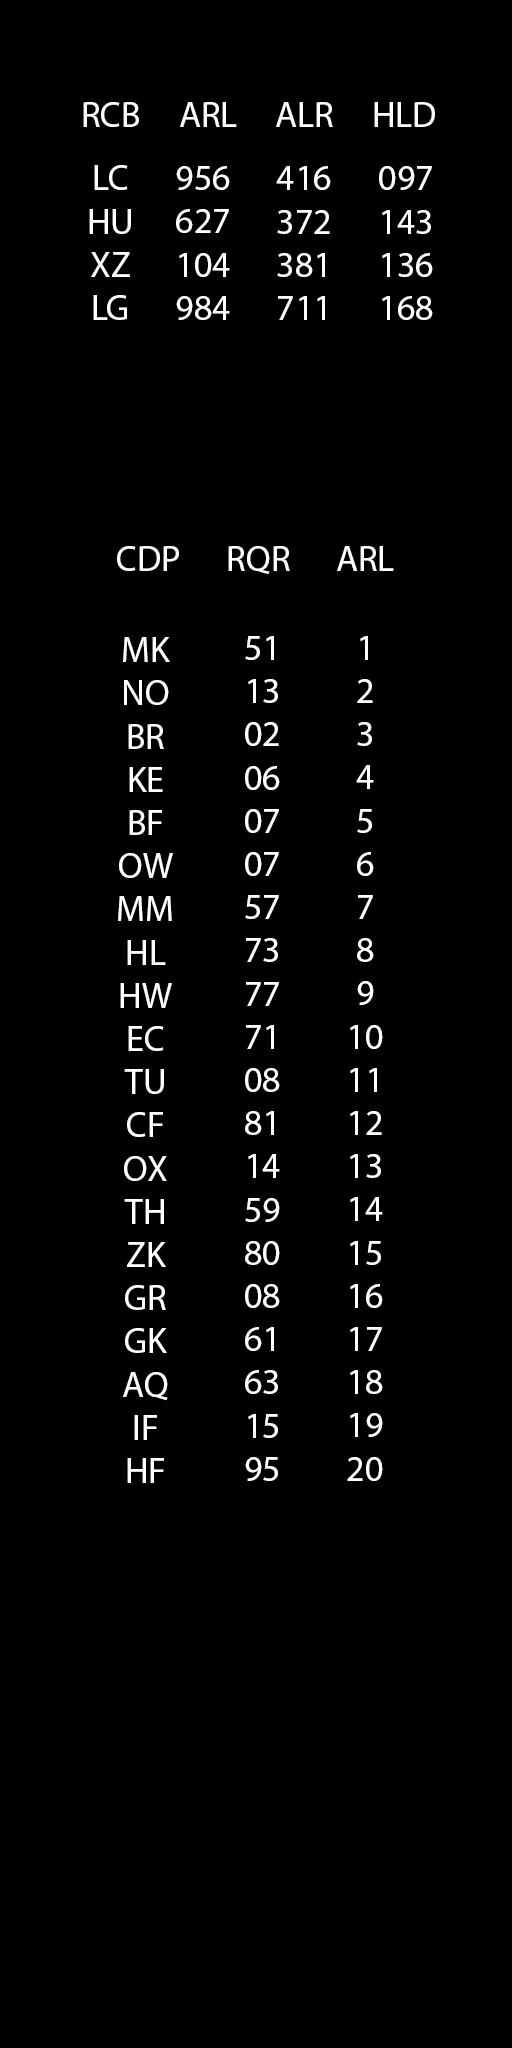 RCB ARL ALR HLD
LC 956 416 097
HU 627 372 143
XZ 104 381 136
LG 984 711 168
CDP RQR ARL
MK 51 1
NO 13 2
BR 02 3
KE 06 4
BF 07 5
OW 07 6
MM 57 7
HL 73 8
HW 77 9
EC 71 10
TU 08 11
CF 81 12
OX 14 13
TH 59 14
ZK 80 15
GR 08 16
GK 61 17
AQ 63 18
IF 15 19
HF 95 20